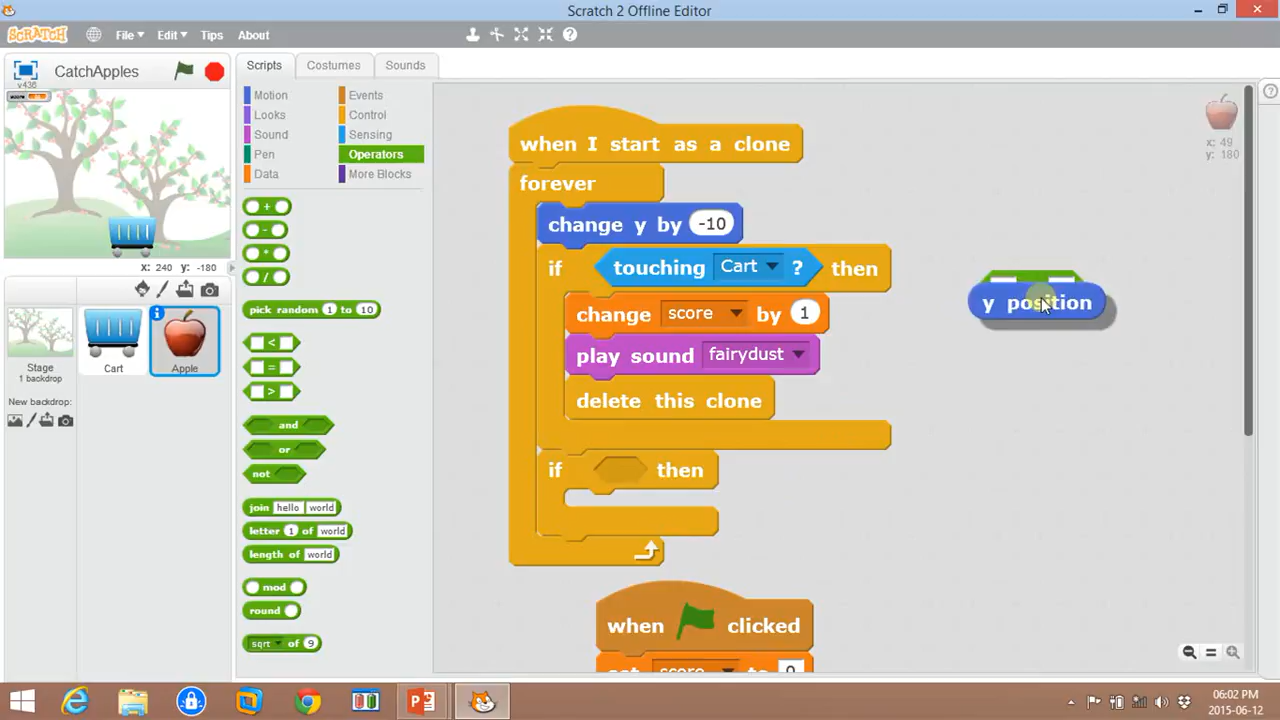 Scratch 2 Offline Editor
SCRATCH File Edit Tips About
v436 CatchApples
Scripts Costumes Sounds
Motion Events
Looks Control
Sound Sensing
Pen Operators
Data More Blocks
+
-
*
/
pick random 1 to 10
<
=
>
and
or
not
join hello world
letter 1 of world
length of world
mod
round
sqrt of 9
score
x: 240 y: -180
Stage
1 backdrop
New backdrop:
Cart
Apple
when I start as a clone
forever
change y by -10
if touching Cart ? then
change score by 1
play sound fairydust
delete this clone
if then
when clicked
set score 0
y position
x: 49
y: 180
06:02 PM
2015-06-12